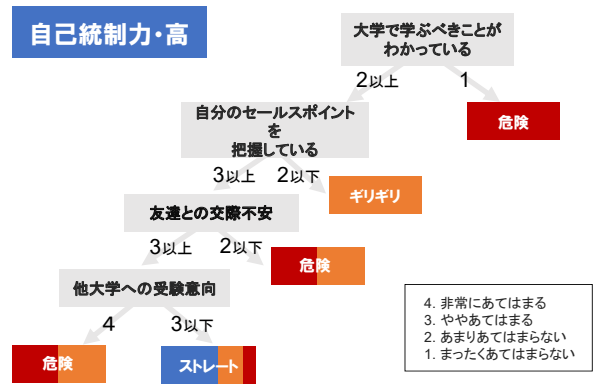 自己統制力・高
大学で学ぶべきことが
わかっている
2以上
1
危険
自分のセールスポイント
を
把握している
3以上
2以下
ギリギリ
友達との交際不安
3以上
2以下
危険
他大学への受験意向
4
3以下
危険
ストレート
4. 非常にあてはまる
3. ややあてはまる
2. あまりあてはまらない
1. まったくあてはまらない